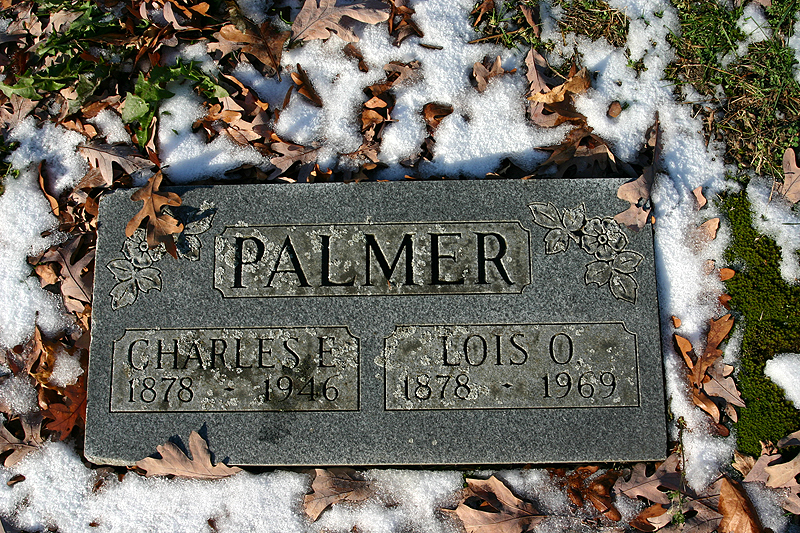 PALMER
CHARLES E.
1878 - 1946
LOIS O.
1878 - 1969